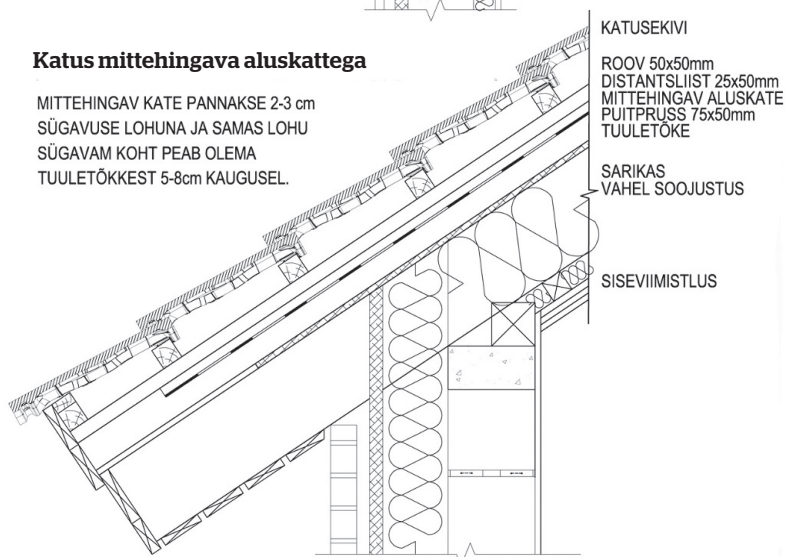 Katus mittehingava aluskattega
MITTEHINGAV KATE PANNAKSE 2-3 cm
SÜGAVUSE LOHUNA JA SAMAS LOHU
SÜGAVAM KOHT PEAB OLEMA
TUULETÕKKEST 5-8cm KAUGUSEL.
KATUSEKIVI
ROOV 50x50mm
DISTANTSLIIST 25x50mm
MITTEHINGAV ALUSKATE
PUITPRUSS 75x50mm
TUULETÕKE
SARIKAS
VAHEL SOOJUSTUS
SISEVIIMISTLUS